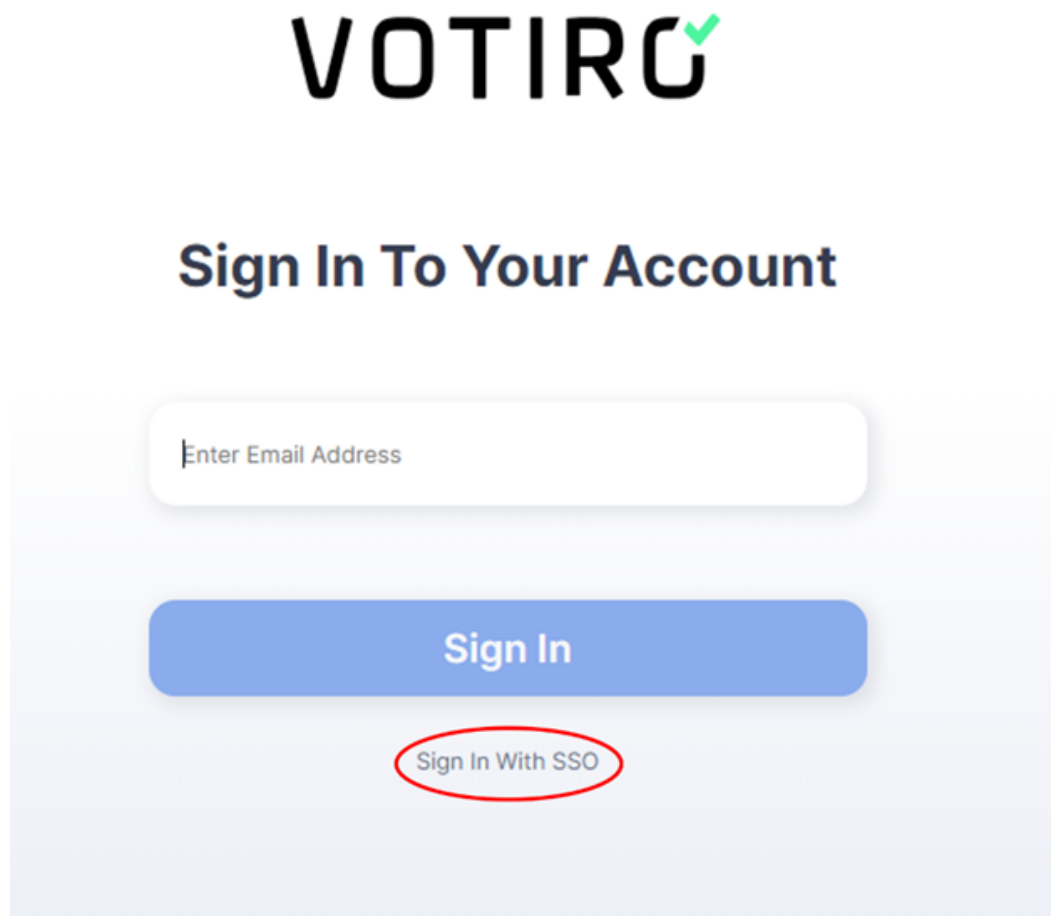 VOTIRO
Sign In To Your Account
Enter Email Address
Sign In
Sign In With SSO